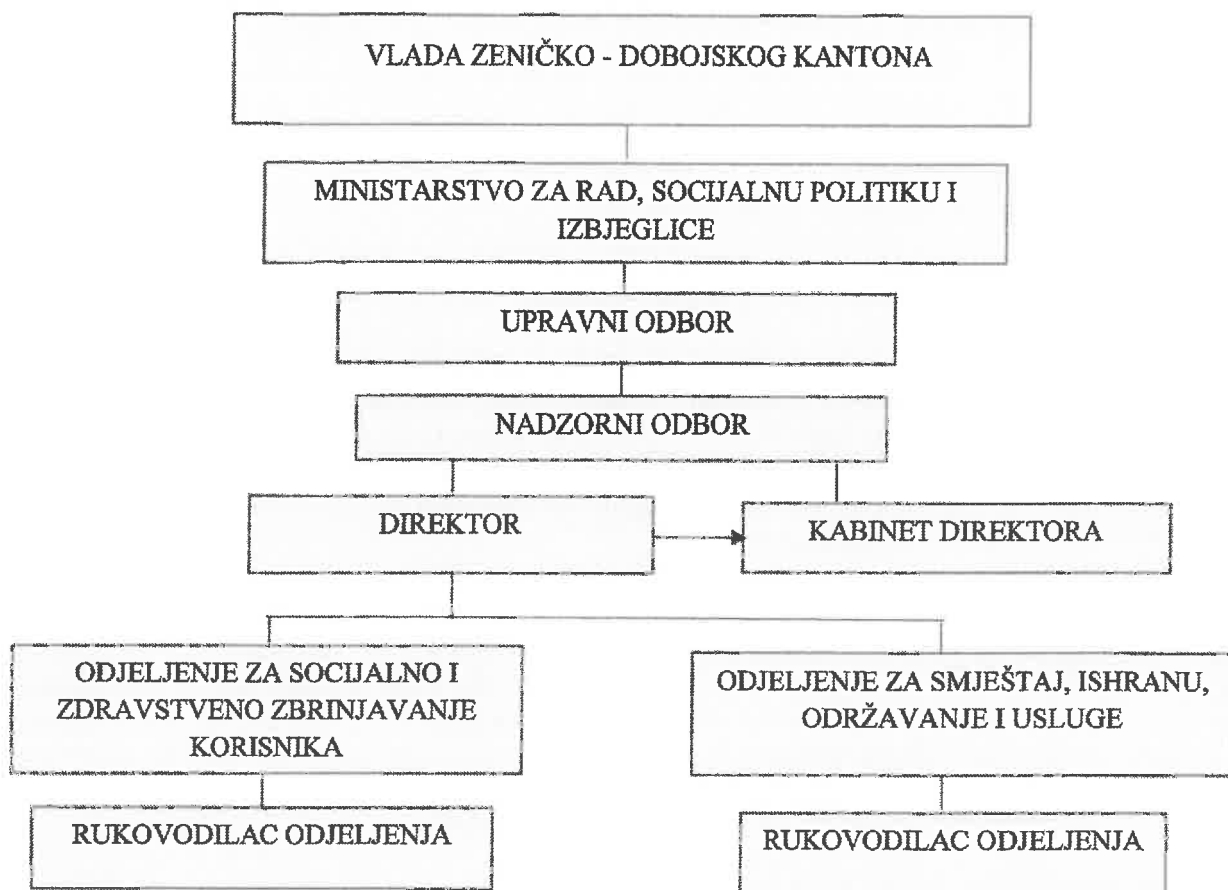 VLADA ZENIČKO - DOBOJSKOG KANTONA
MINISTARSTVO ZA RAD, SOCIJALNU POLITIKU I
IZBJEGLICE
UPRAVNI ODBOR
NADZORNI ODBOR
DIREKTOR
KABINET DIREKTORA
ODJELJENJE ZA SOCIJALNO I
ZDRAVSTVENO ZBRINJAVANJE
KORISNIKA
ODJELJENJE ZA SMJEŠTAJ, ISHRANU,
ODRŽAVANJE I USLUGE
RUKOVODILAC ODJELJENJA
RUKOVODILAC ODJELJENJA